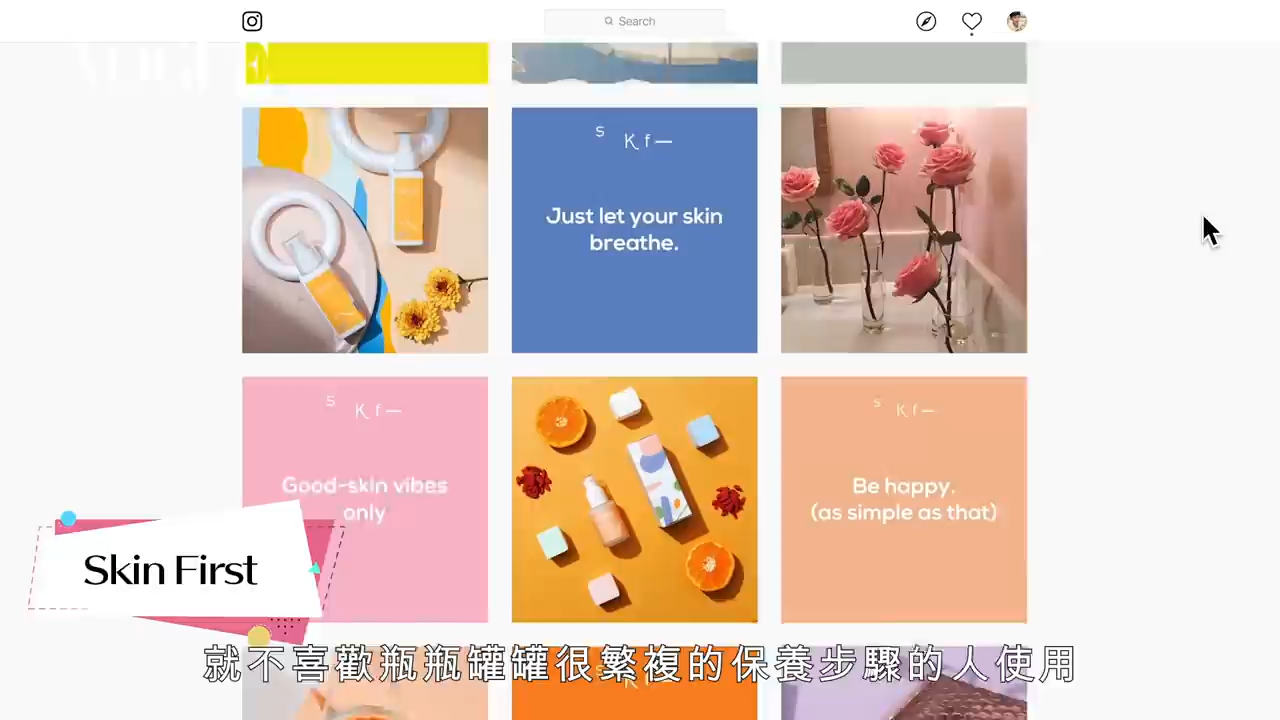 Search
S
K f —
Just let your skin
breathe.
S
K f —
Good-skin vibes
only
S
K f —
Be happy.
(as simple as that)
Skin First
就不喜歡瓶瓶罐罐很繁複的保養步驟的人使用